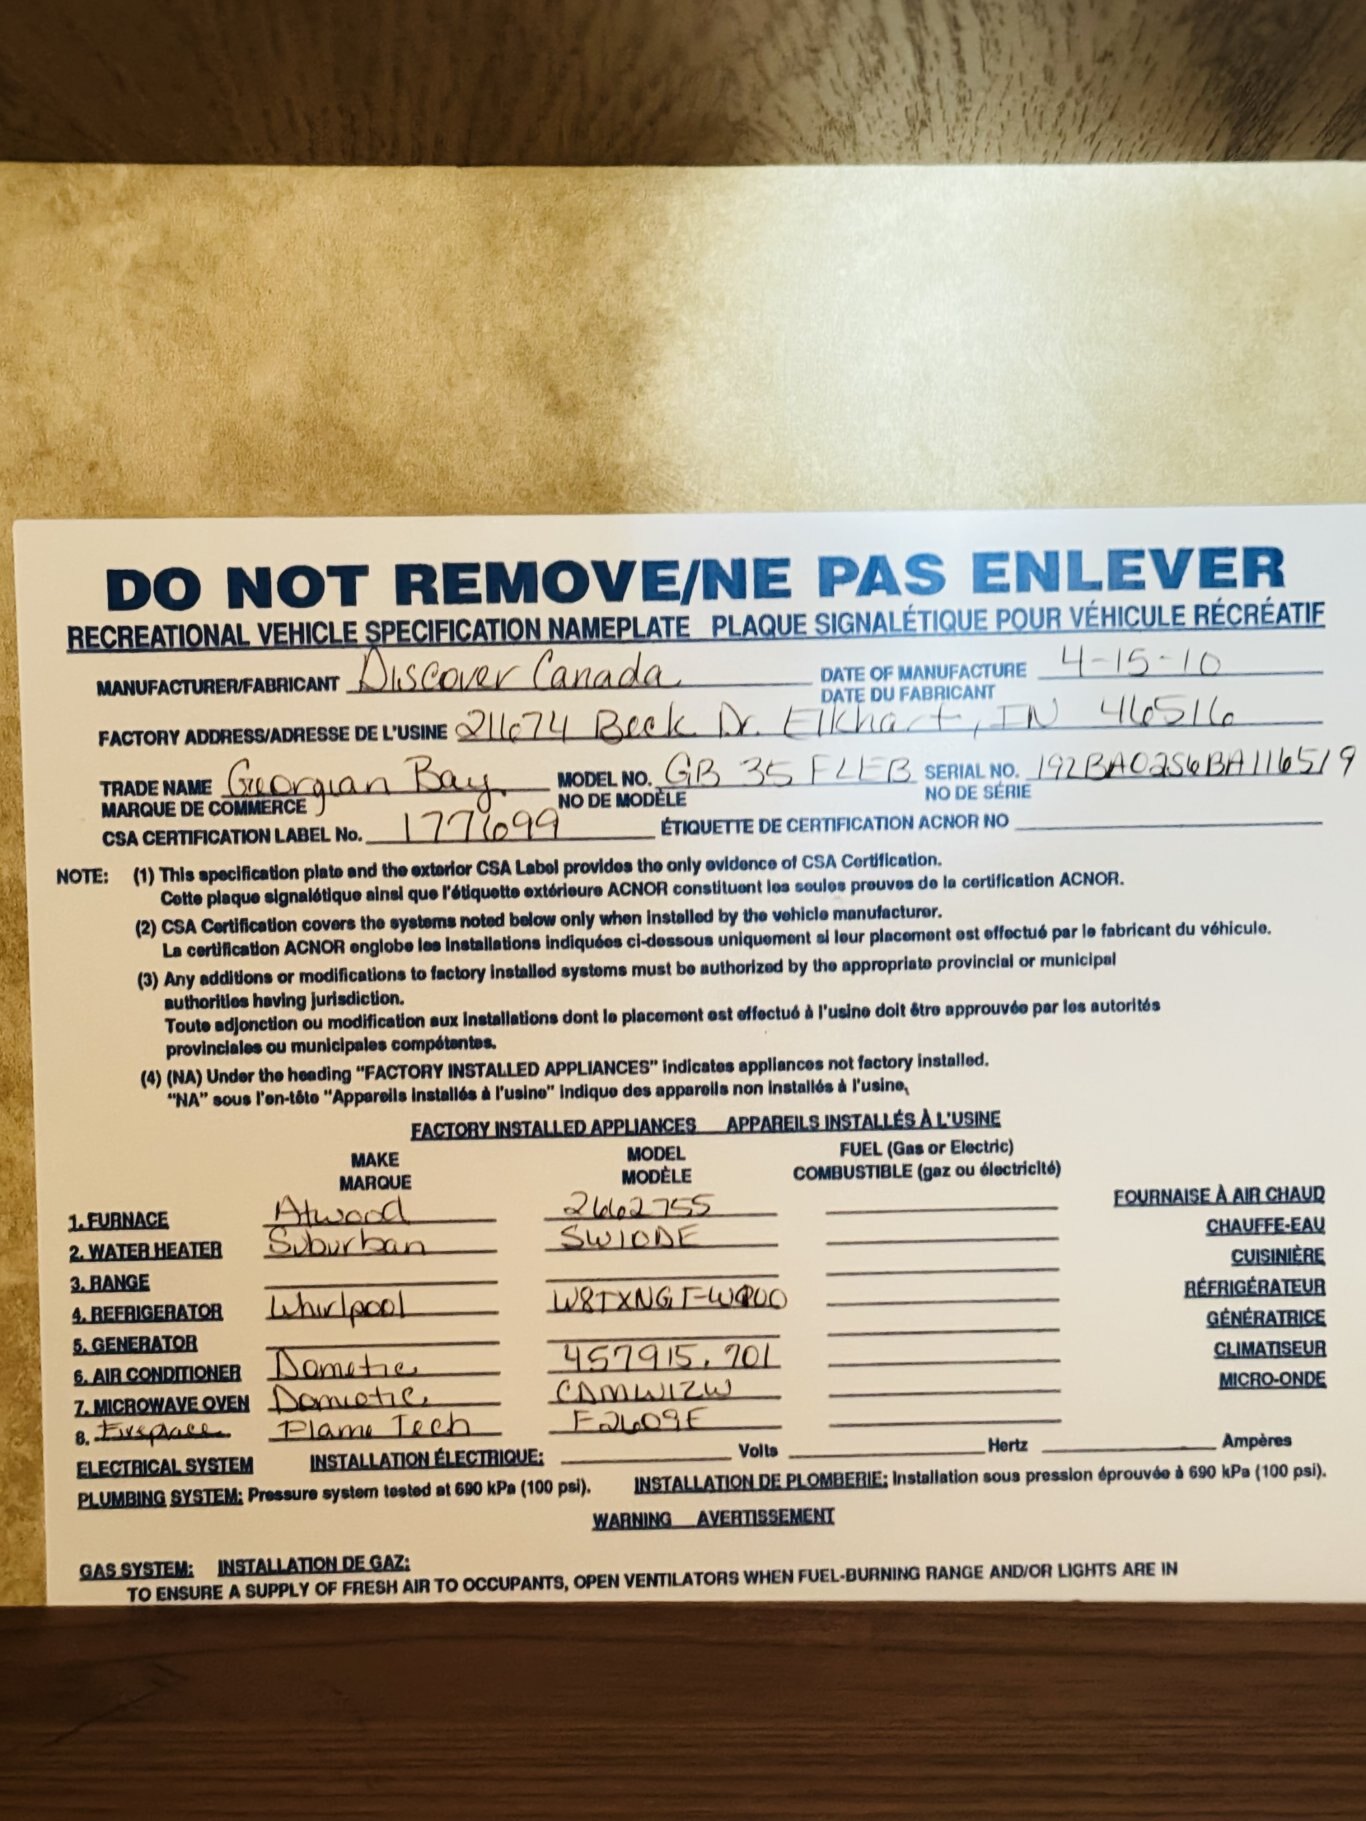 DO NOT REMOVE/NE PAS ENLEVER
RECREATIONAL VEHICLE SPECIFICATION NAMEPLATE PLAQUE SIGNALÉTIQUE POUR VÉHICULE RÉCRÉATIF
MANUFACTURER/FABRICANT Discover Canada DATE OF MANUFACTURE 4-15-10
DATE DU FABRICANT
FACTORY ADDRESS/ADRESSE DE L'USINE 21674 Beck Dr. Elkhart, IN 46516
TRADE NAME Georgian Bay MODEL NO. GB 35 FLEB SERIAL NO.
MARQUE DE COMMERCE NO DE MODÈLE NO DE SÉRIE
CSA CERTIFICATION LABEL No. 177699 ÉTIQUETTE DE CERTIFICATION ACNOR NO
NOTE: (1) This specification plate and the exterior CSA Label provides the only evidence of CSA Certification.
Cette plaque signalétique ainsi que l'étiquette extérieure ACNOR constituent les seules preuves de la certification ACNOR.
(2) CSA Certification covers the systems noted below only when installed by the vehicle manufacturer.
La certification ACNOR englobe les installations indiquées ci-dessous uniquement si leur placement est effectué par le fabricant du véhicule.
(3) Any additions or modifications to factory installed systems must be authorized by the appropriate provincial or municipal
authorities having jurisdiction.
Toute adjonction ou modification aux installations dont le placement est effectué à l'usine doit être approuvée par les autorités
provinciales ou municipales compétentes.
(4) (NA) Under the heading "FACTORY INSTALLED APPLIANCES" indicates appliances not factory installed.
"NA" sous l'en-tête "Appareils installés à l'usine" indique des appareils non installés à l'usine.
FACTORY INSTALLED APPLIANCES APPAREILS INSTALLÉS À L'USINE
MAKE MODEL FUEL (Gas or Electric)
MARQUE MODÈLE COMBUSTIBLE (gaz ou électricité)
1. FURNACE Atwood 2662755 FOURNAISE À AIR CHAUD
2. WATER HEATER Suburban SW10DE CHAUFFE-EAU
3. RANGE CUISINIÈRE
4. REFRIGERATOR Whirlpool RÉFRIGÉRATEUR
5. GENERATOR GÉNÉRATRICE
6. AIR CONDITIONER Dometic 457915.701 CLIMATISEUR
7. MICROWAVE OVEN Dometic CDMW12W MICRO-ONDE
8. Fireplace Flame Tech F2609E
ELECTRICAL SYSTEM INSTALLATION ÉLECTRIQUE: Volts Hertz Ampères
PLUMBING SYSTEM: Pressure system tested at 690 kPa (100 psi). INSTALLATION DE PLOMBERIE: Installation sous pression éprouvée à 690 kPa (100 psi).
WARNING AVERTISSEMENT
GAS SYSTEM: INSTALLATION DE GAZ:
TO ENSURE A SUPPLY OF FRESH AIR TO OCCUPANTS, OPEN VENTILATORS WHEN FUEL-BURNING RANGE AND/OR LIGHTS ARE IN